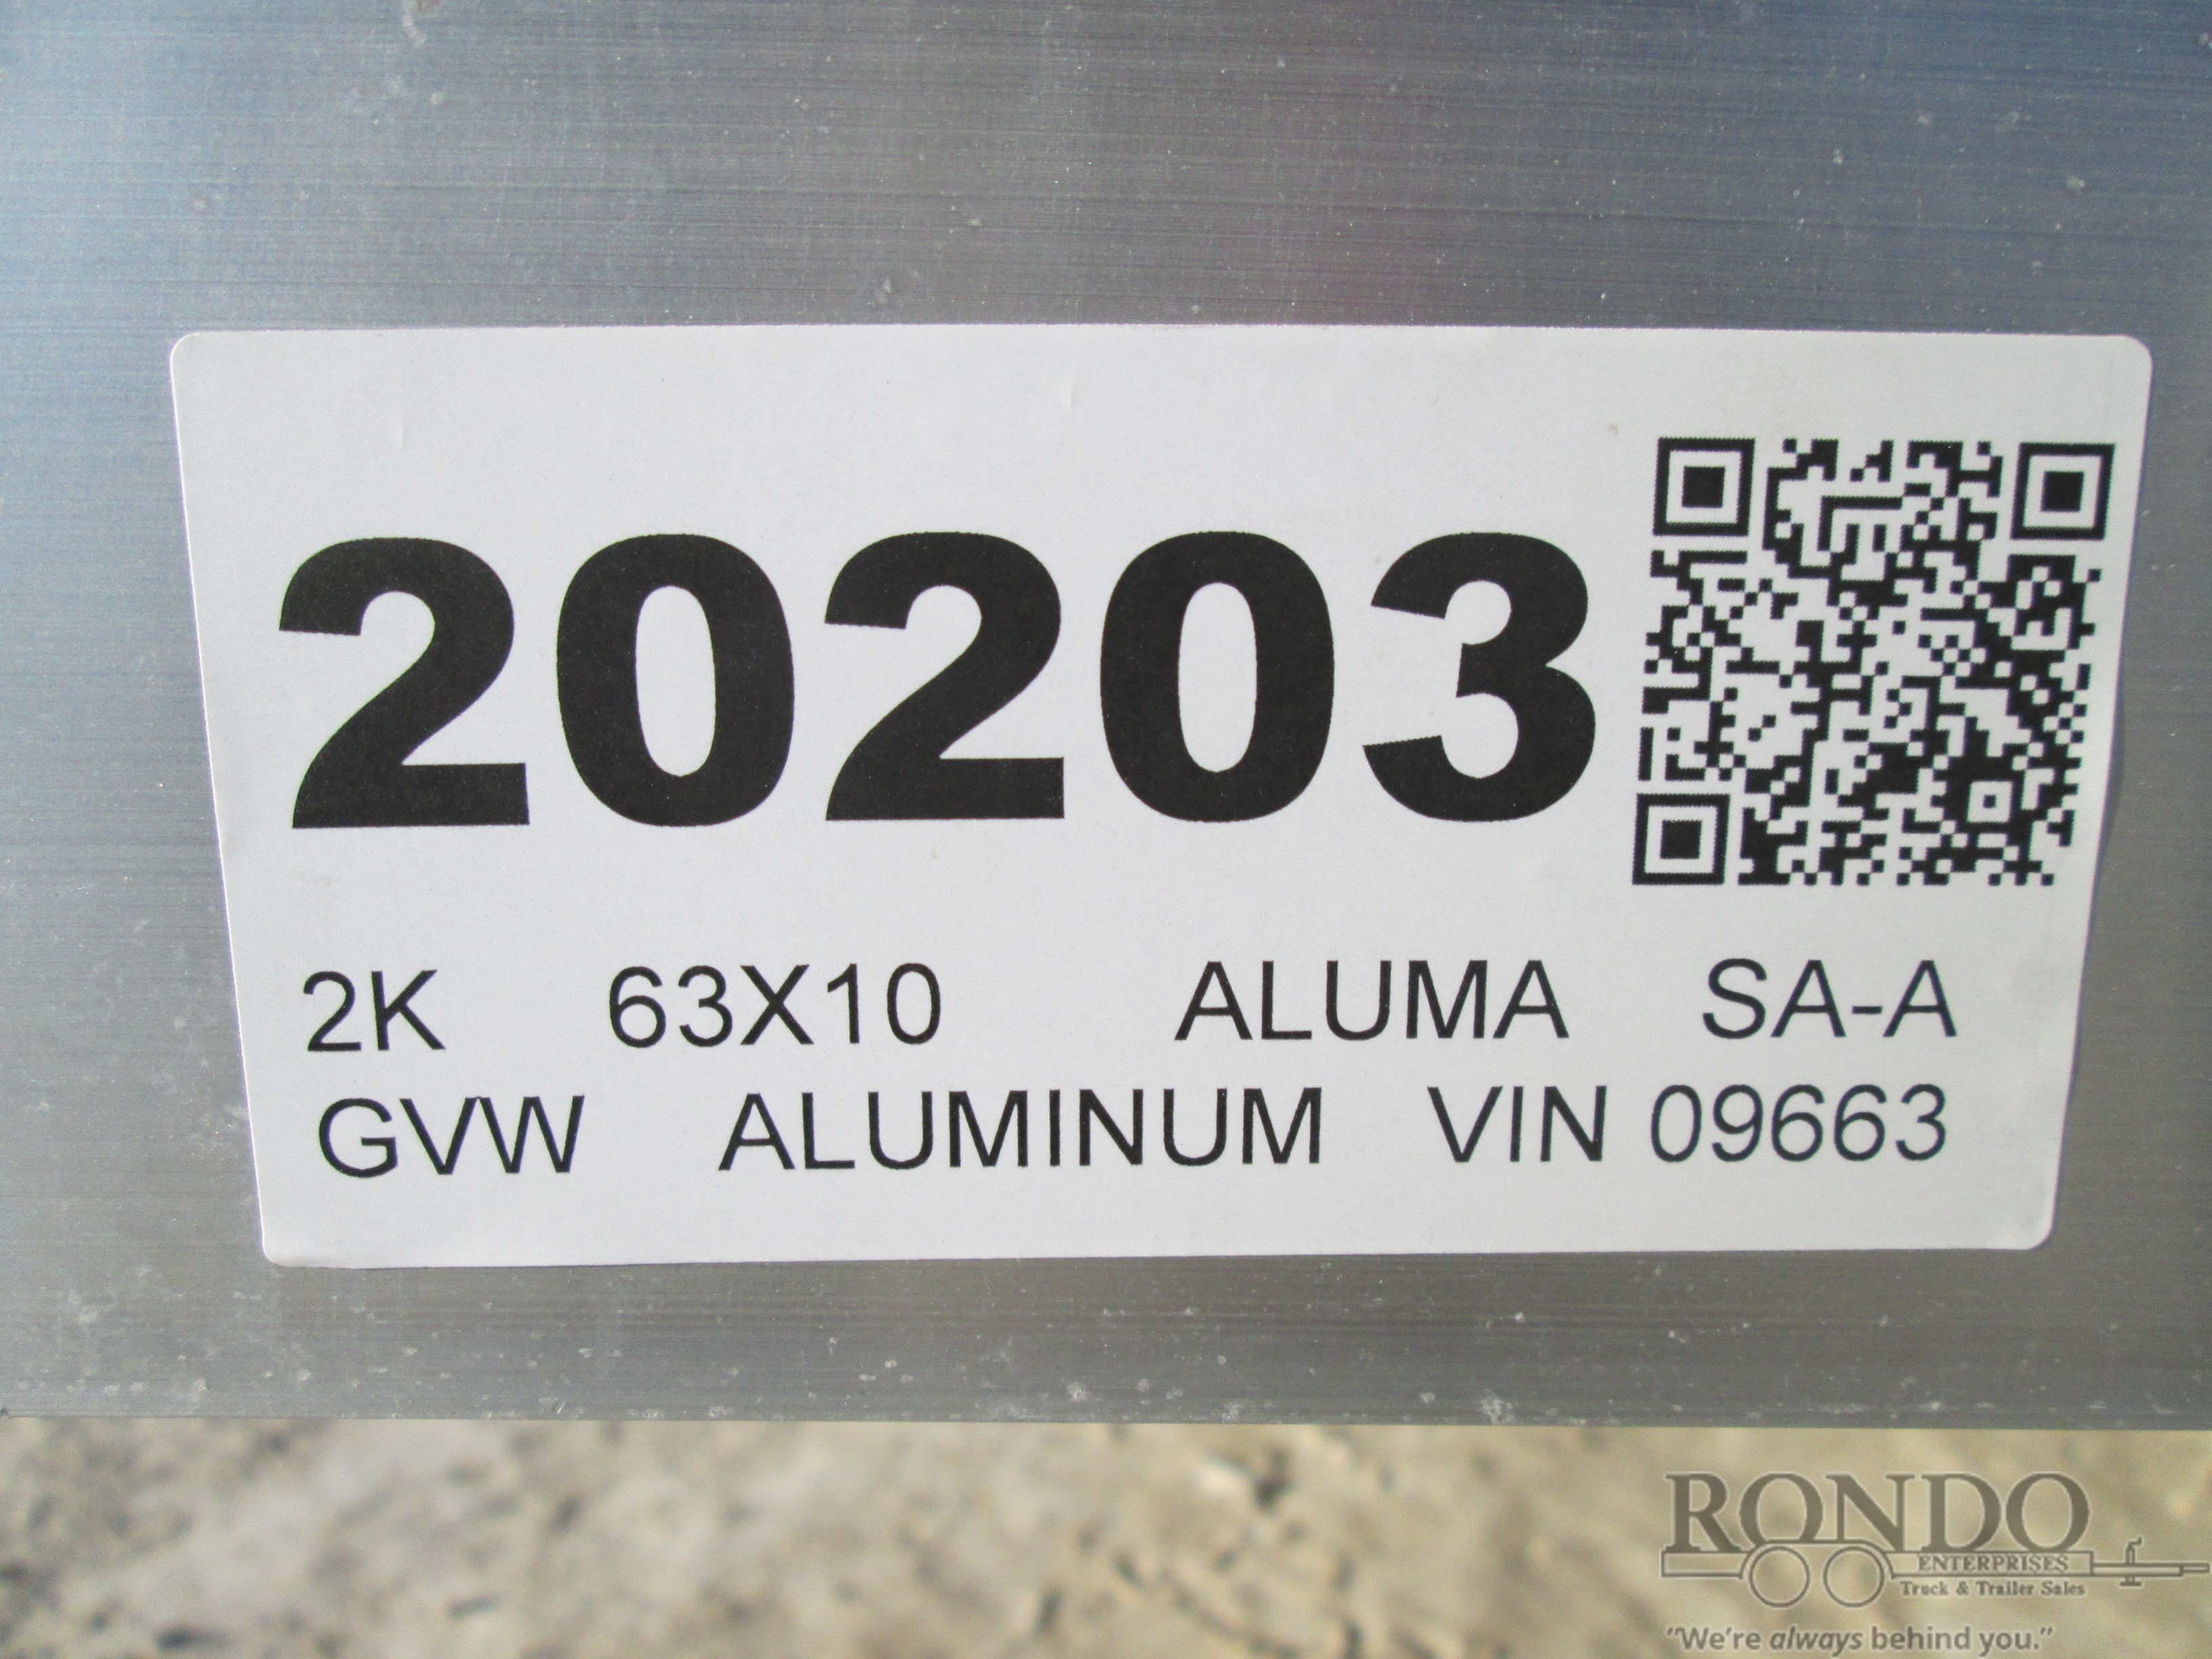 20203
2K 63X10 ALUMA SA-A
GVW ALUMINUM VIN 09663
RONDO
ENTERPRISES
Truck & Trailer Sales
"We're always behind you."